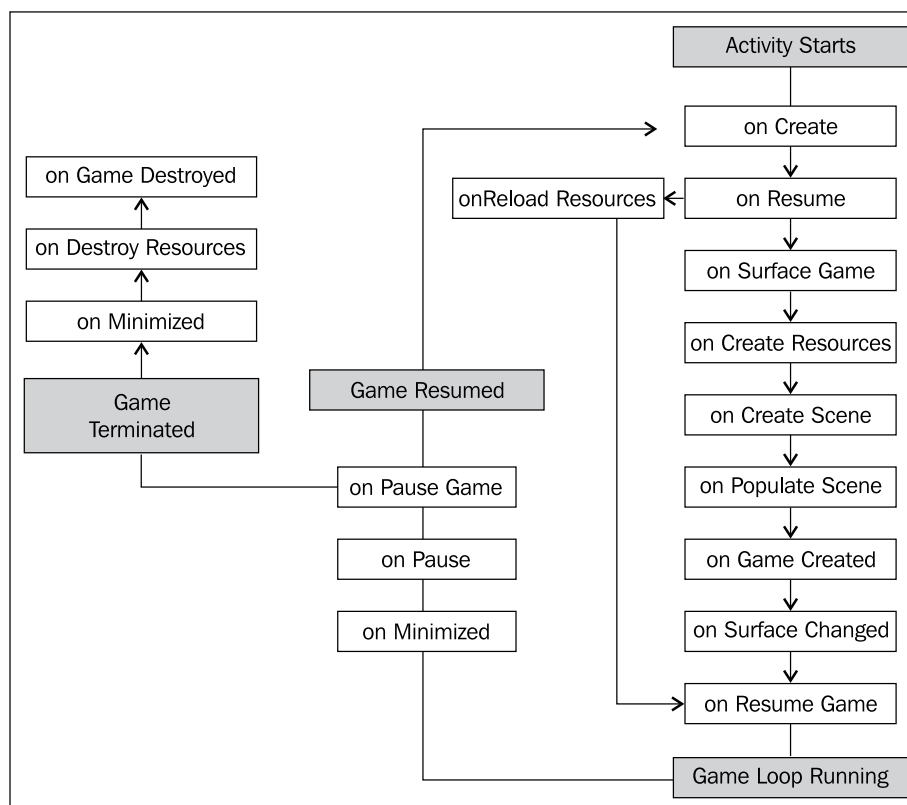 Activity Starts
on Create
on Game Destroyed
onReload Resources
on Resume
on Destroy Resources
on Surface Game
on Minimized
on Create Resources
Game
Terminated
Game Resumed
on Create Scene
on Pause Game
on Populate Scene
on Pause
on Game Created
on Minimized
on Surface Changed
on Resume Game
Game Loop Running